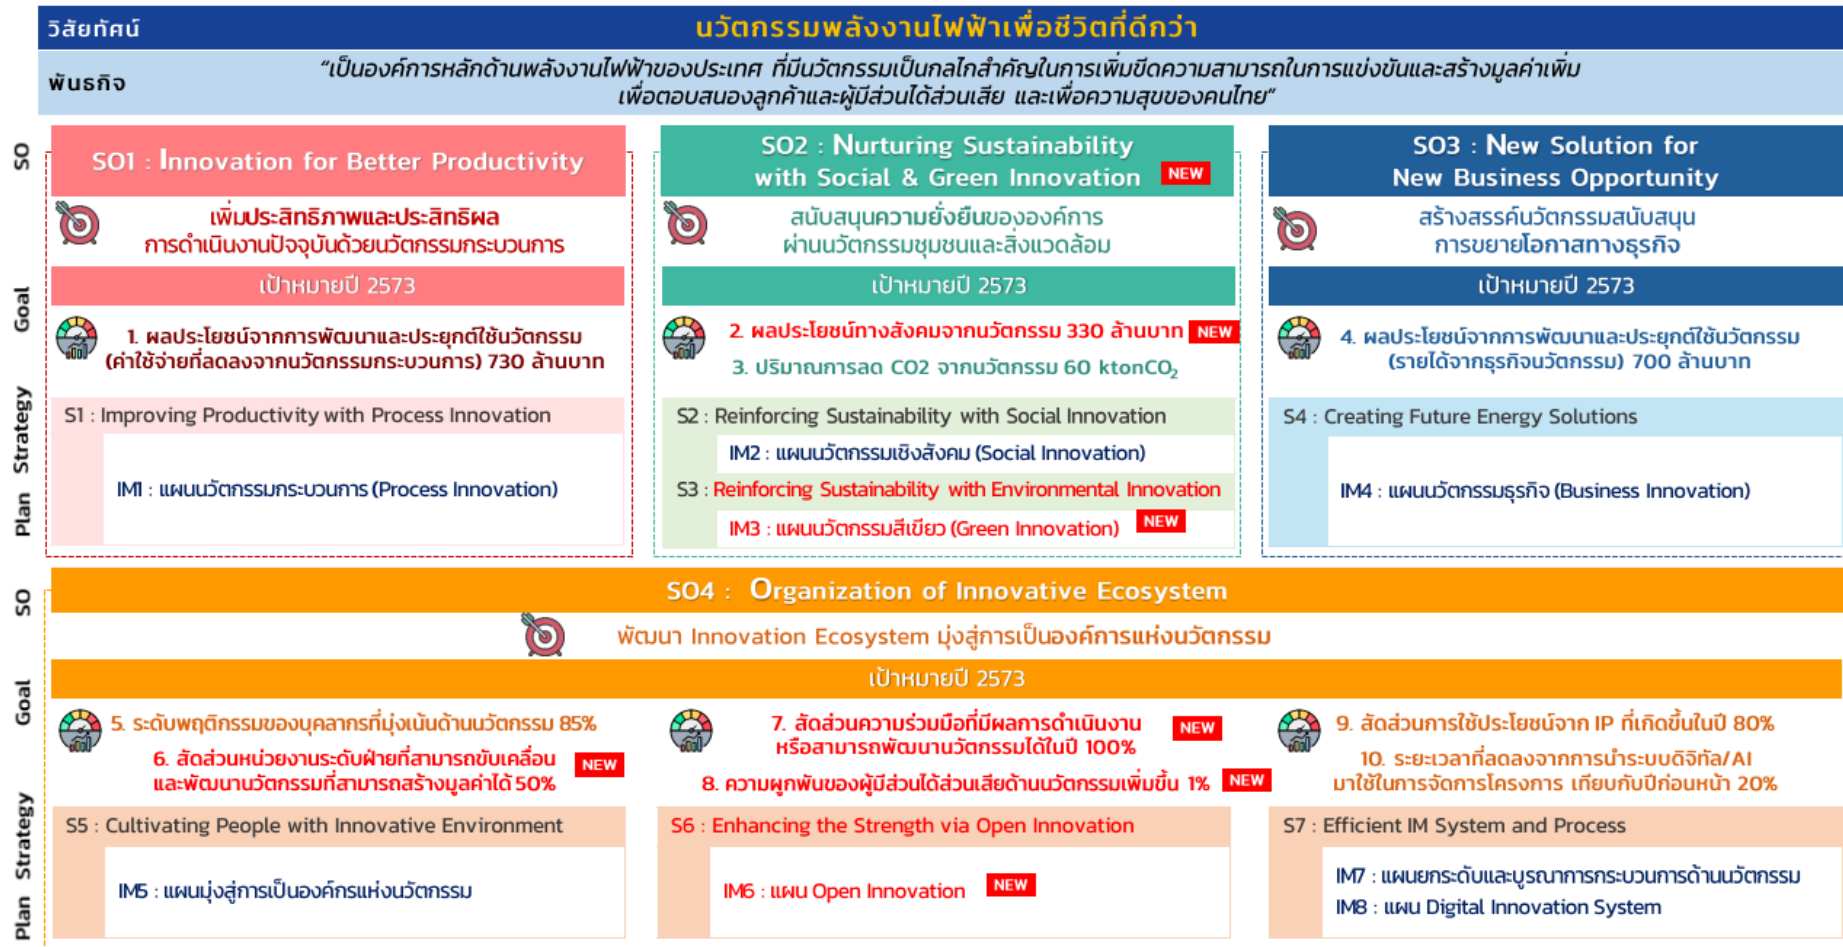 วิสัยทัศน์
นวัตกรรมพลังงานไฟฟ้าเพื่อชีวิตที่ดีกว่า
พันธกิจ
“เป็นองค์การหลักด้านพลังงานไฟฟ้าของประเทศ ที่มีนวัตกรรมเป็นกลไกสำคัญในการเพิ่มขีดความสามารถในการแข่งขันและสร้างมูลค่าเพิ่ม
เพื่อตอบสนองลูกค้าและผู้มีส่วนได้ส่วนเสีย และเพื่อความสุขของคนไทย”
SO
SO1 : Innovation for Better Productivity
เพิ่มประสิทธิภาพและประสิทธิผล
การดำเนินงานปัจจุบันด้วยนวัตกรรมกระบวนการ
Goal
เป้าหมายปี 2573
1. ผลประโยชน์จากการพัฒนาและประยุกต์ใช้นวัตกรรม
(ค่าใช้จ่ายที่ลดลงจากนวัตกรรมกระบวนการ) 730 ล้านบาท
Strategy
S1 : Improving Productivity with Process Innovation
Plan
IM1 : แผนนวัตกรรมกระบวนการ (Process Innovation)
SO2 : Nurturing Sustainability
with Social & Green Innovation NEW
สนับสนุนความยั่งยืนขององค์การ
ผ่านนวัตกรรมชุมชนและสิ่งแวดล้อม
เป้าหมายปี 2573
2. ผลประโยชน์ทางสังคมจากนวัตกรรม 330 ล้านบาท NEW
3. ปริมาณการลด CO2 จากนวัตกรรม 60 ktonCO₂
S2 : Reinforcing Sustainability with Social Innovation
IM2 : แผนนวัตกรรมเชิงสังคม (Social Innovation)
S3 : Reinforcing Sustainability with Environmental Innovation
IM3 : แผนนวัตกรรมสีเขียว (Green Innovation) NEW
SO3 : New Solution for
New Business Opportunity
สร้างสรรค์นวัตกรรมสนับสนุน
การขยายโอกาสทางธุรกิจ
เป้าหมายปี 2573
4. ผลประโยชน์จากการพัฒนาและประยุกต์ใช้นวัตกรรม
(รายได้จากธุรกิจนวัตกรรม) 700 ล้านบาท
S4 : Creating Future Energy Solutions
IM4 : แผนนวัตกรรมธุรกิจ (Business Innovation)
SO
SO4 : Organization of Innovative Ecosystem
พัฒนา Innovation Ecosystem มุ่งสู่การเป็นองค์การแห่งนวัตกรรม
Goal
เป้าหมายปี 2573
5. ระดับพฤติกรรมของบุคลากรที่มุ่งเน้นด้านนวัตกรรม 85%
6. สัดส่วนหน่วยงานระดับฝ่ายที่สามารถขับเคลื่อน
และพัฒนานวัตกรรมที่สามารถสร้างมูลค่าได้ 50% NEW
Strategy
S5 : Cultivating People with Innovative Environment
Plan
IM5 : แผนมุ่งสู่การเป็นองค์กรแห่งนวัตกรรม
7. สัดส่วนความร่วมมือที่มีผลการดำเนินงาน
หรือสามารถพัฒนานวัตกรรมได้ในปี 100% NEW
8. ความผูกพันของผู้มีส่วนได้ส่วนเสียด้านนวัตกรรมเพิ่มขึ้น 1% NEW
S6 : Enhancing the Strength via Open Innovation
IM6 : แผน Open Innovation NEW
9. สัดส่วนการใช้ประโยชน์จาก IP ที่เกิดขึ้นในปี 80%
10. ระยะเวลาที่ลดลงจากการนำระบบดิจิทัล/AI
มาใช้ในการจัดการโครงการ เทียบกับปีก่อนหน้า 20%
S7 : Efficient IM System and Process
IM7 : แผนยกระดับและบูรณาการกระบวนการด้านนวัตกรรม
IM8 : แผน Digital Innovation System